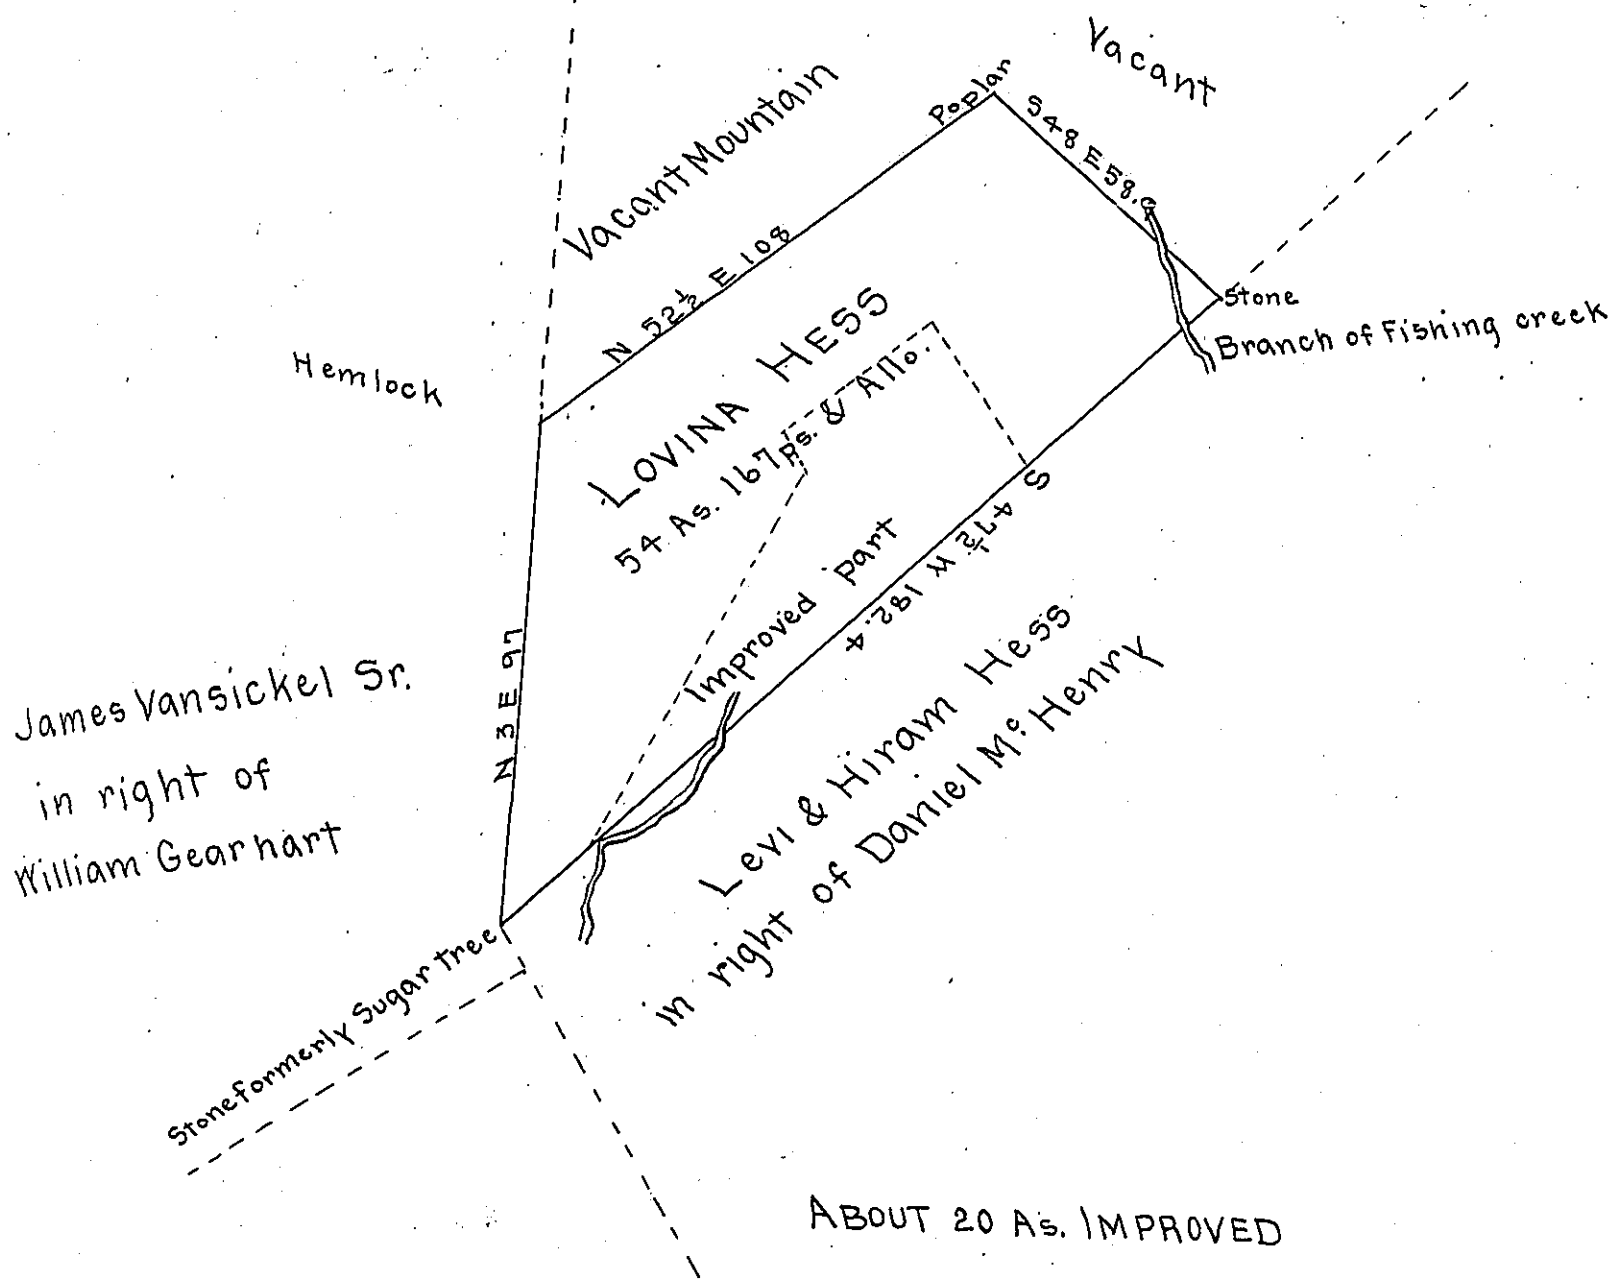 Vacant
Vacant Mountain
Poplar
S 48 E 58.9
N 52½ E 108
Stone
Branch of Fishing creek
Hemlock
LOVINA HESS
54 As. 167 Ps. & Allo.
Improved part
S 47½ W 182.4
N 3 E 97
James Vansickel Sr.
in right of
William Gearhart
Levi & Hiram Hess
in right of Daniel Mc Henry
Stone formerly Sugar tree
ABOUT 20 As. IMPROVED